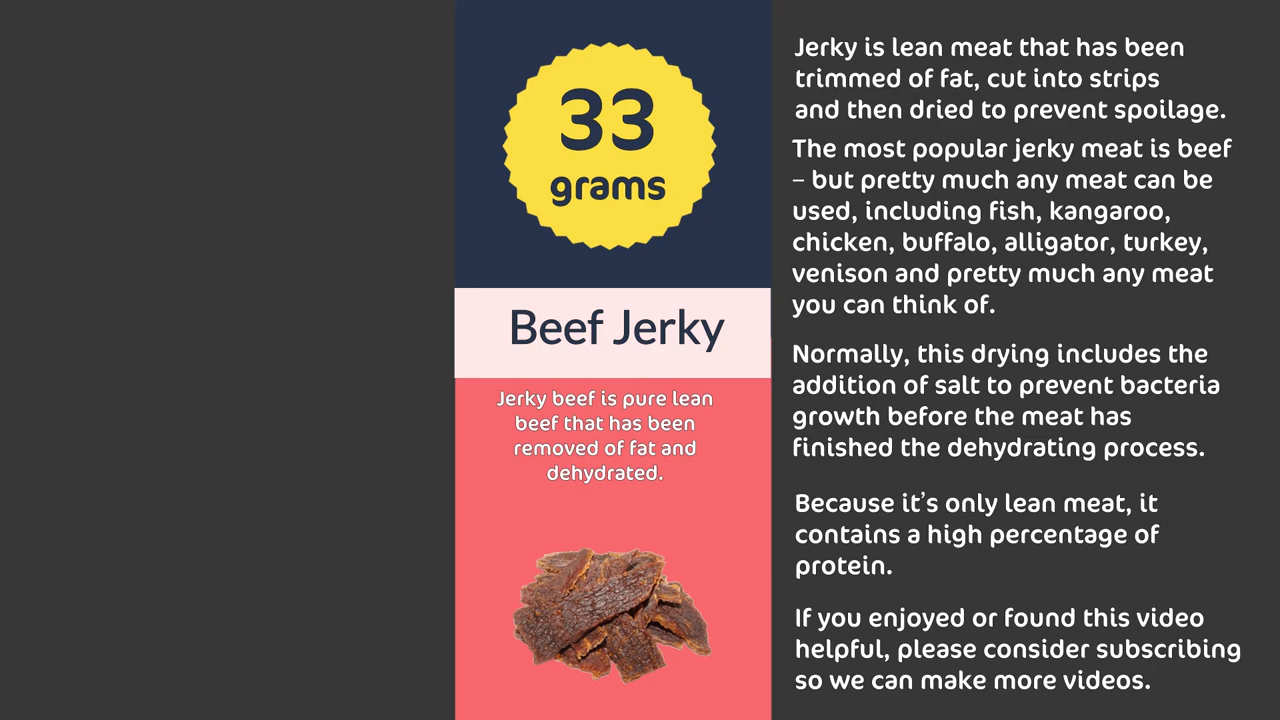 33
grams
Beef Jerky
Jerky beef is pure lean
beef that has been
removed of fat and
dehydrated.
Jerky is lean meat that has been
trimmed of fat, cut into strips
and then dried to prevent spoilage.
The most popular jerky meat is beef
– but pretty much any meat can be
used, including fish, kangaroo,
chicken, buffalo, alligator, turkey,
venison and pretty much any meat
you can think of.
Normally, this drying includes the
addition of salt to prevent bacteria
growth before the meat has
finished the dehydrating process.
Because it’s only lean meat, it
contains a high percentage of
protein.
If you enjoyed or found this video
helpful, please consider subscribing
so we can make more videos.